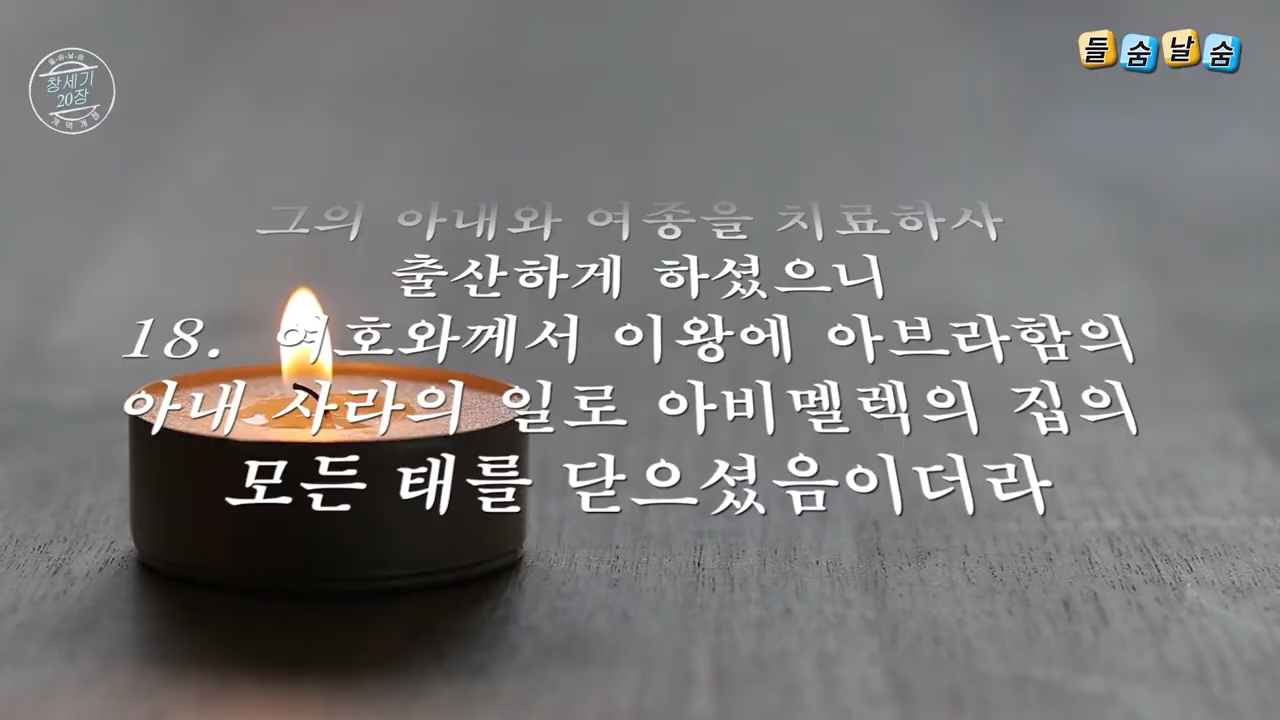 들숨날숨
창세기
20장
그의 아내와 여종을 치료하사
출산하게 하셨으니
18. 여호와께서 이왕에 아브라함의
아내 사라의 일로 아비멜렉의 집의
모든 태를 닫으셨음이더라